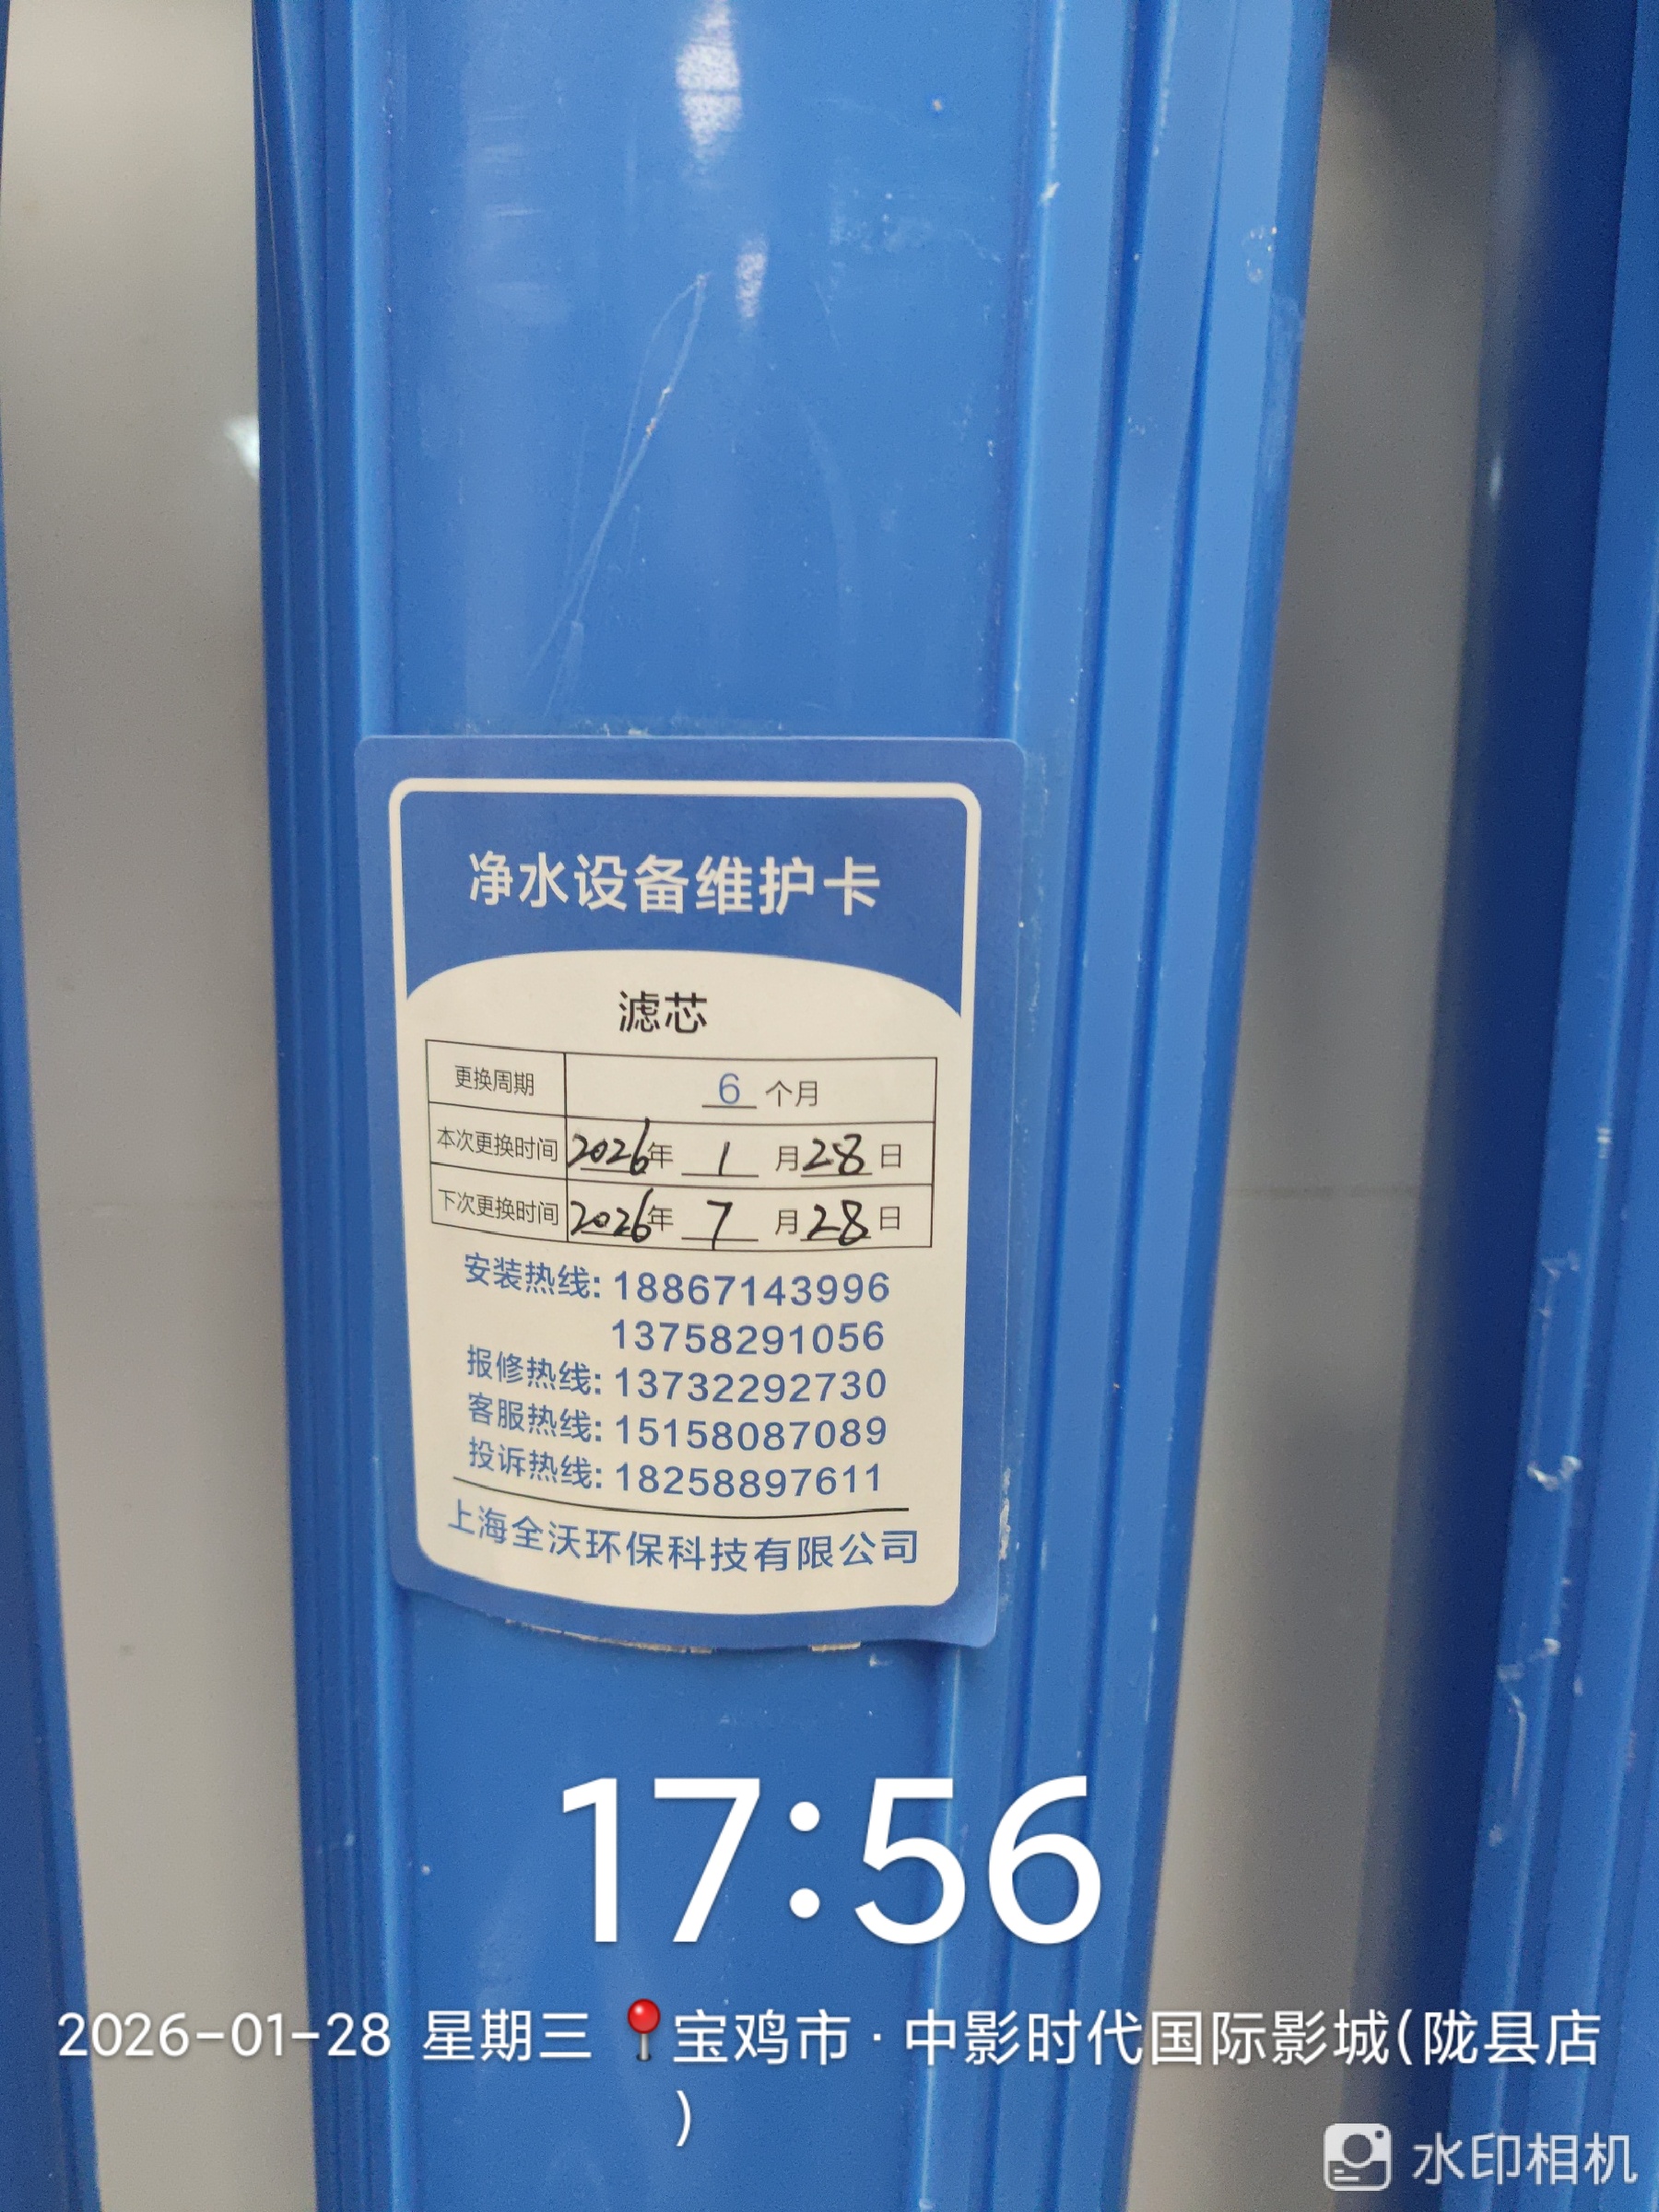 净水设备维护卡
滤芯
更换周期 6 个月
本次更换时间 2026年 1 月28日
下次更换时间 2026年 7 月28日
安装热线: 18867143996
13758291056
报修热线: 13732292730
客服热线: 15158087089
投诉热线: 18258897611
上海全沃环保科技有限公司
17:56
2026-01-28 星期三 📍宝鸡市·中影时代国际影城(陇县店
)
水印相机